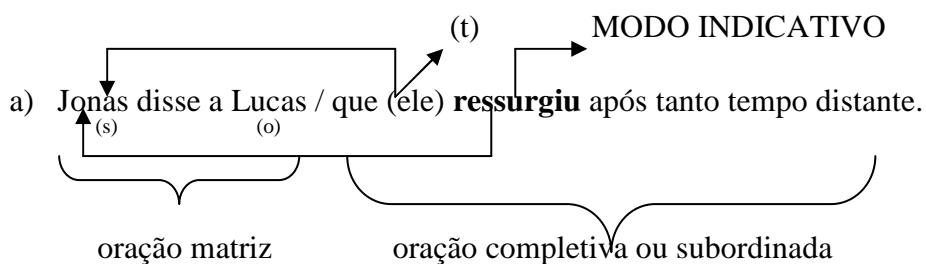 (t) MODO INDICATIVO
a) Jonas disse a Lucas / que (ele) ressurgiu após tanto tempo distante.
(s) (o)
oração matriz oração completiva ou subordinada